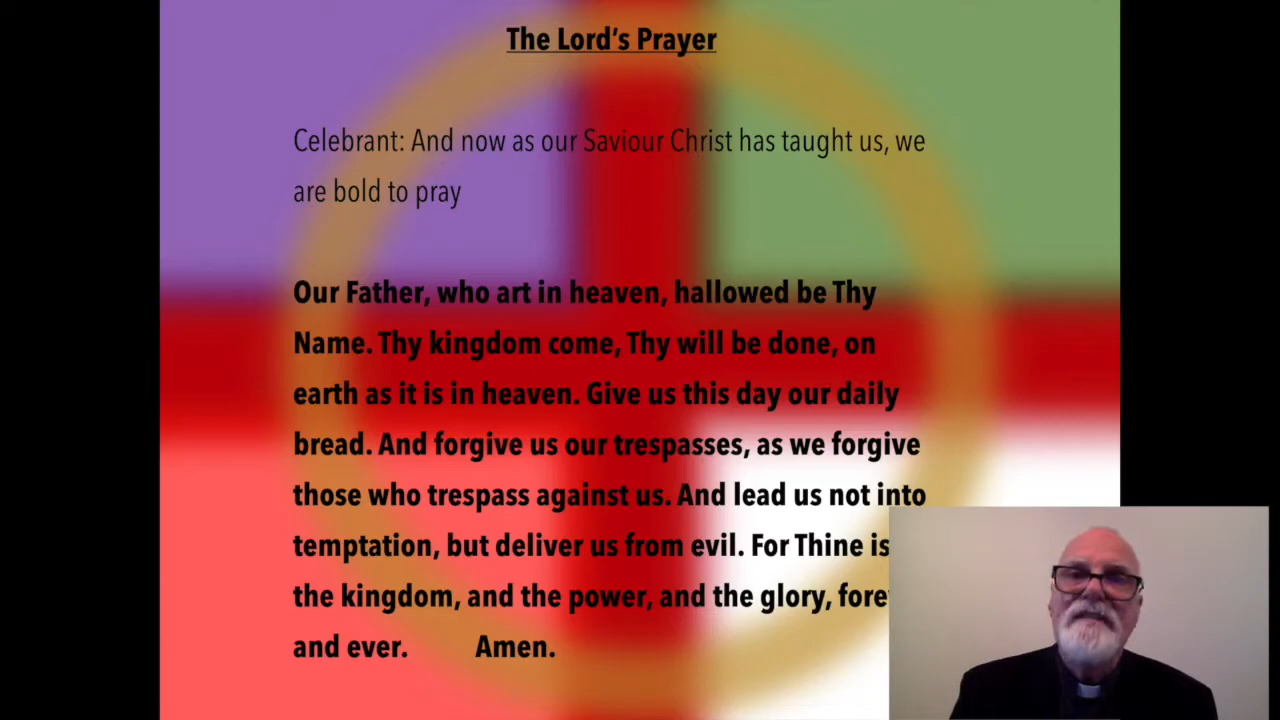 The Lord's Prayer
Celebrant: And now as our Saviour Christ has taught us, we
are bold to pray
Our Father, who art in heaven, hallowed be Thy
Name. Thy kingdom come, Thy will be done, on
earth as it is in heaven. Give us this day our daily
bread. And forgive us our trespasses, as we forgive
those who trespass against us. And lead us not into
temptation, but deliver us from evil. For Thine is
the kingdom, and the power, and the glory,
and ever. Amen.